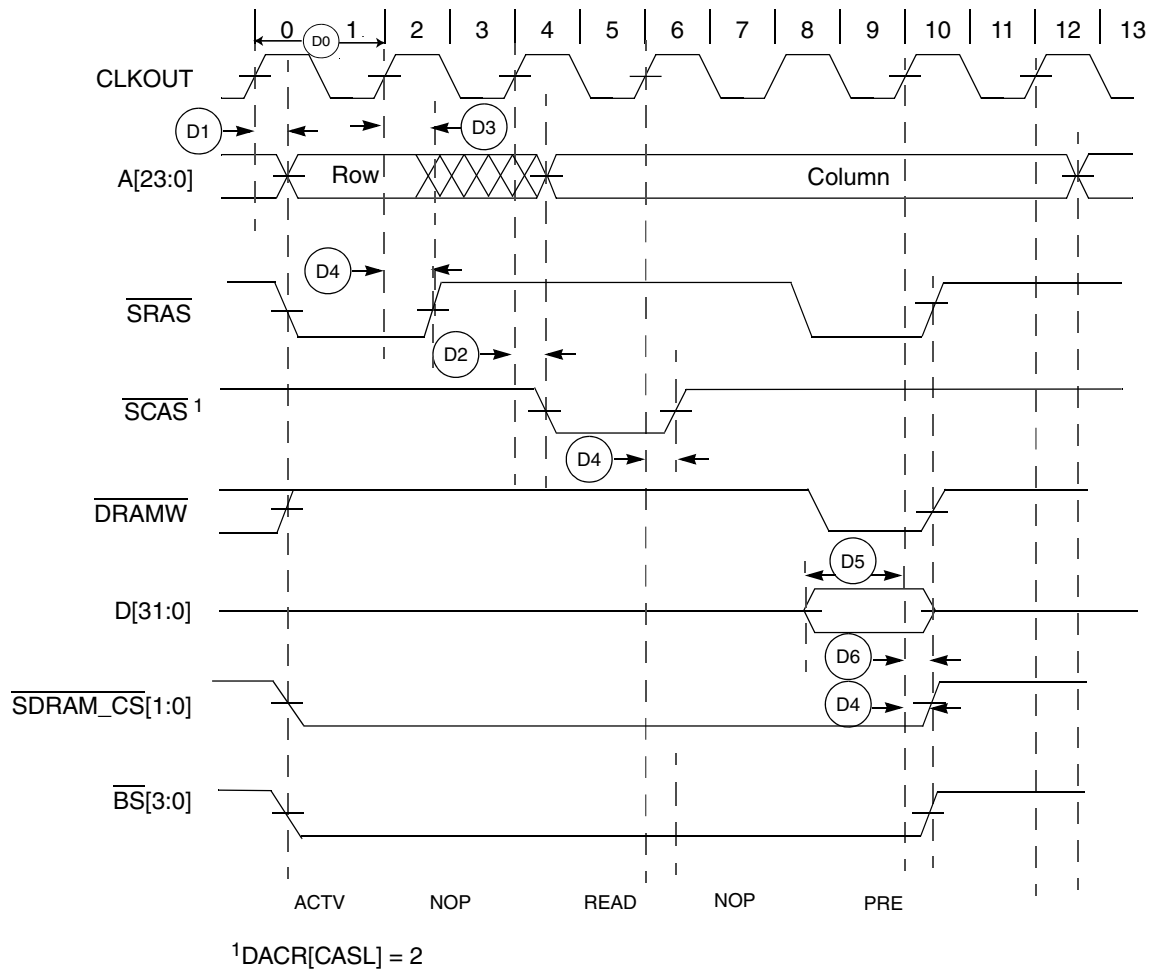 0 1 2 3 4 5 6 7 8 9 10 11 12 13
D0
CLKOUT
D1
D3
A[23:0]
Row
Column
D4
SRAS
D2
SCAS 1
D4
DRAMW
D5
D[31:0]
D6
SDRAM_CS[1:0]
D4
BS[3:0]
ACTV NOP READ NOP PRE
1DACR[CASL] = 2